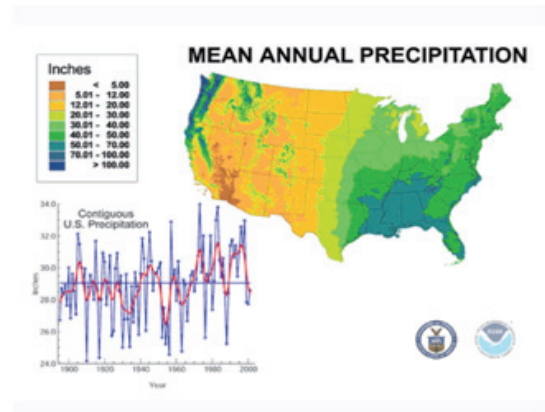 MEAN ANNUAL PRECIPITATION
Inches
< 5.00
5.01 - 12.00
12.01 - 20.00
20.01 - 30.00
30.01 - 40.00
40.01 - 50.00
50.01 - 70.00
70.01 - 100.00
> 100.00
Contiguous
U.S. Precipitation
34.0
32.0
30.0
28.0
26.0
24.0
Inches
1900
1920
1940
1960
1980
2000
Year